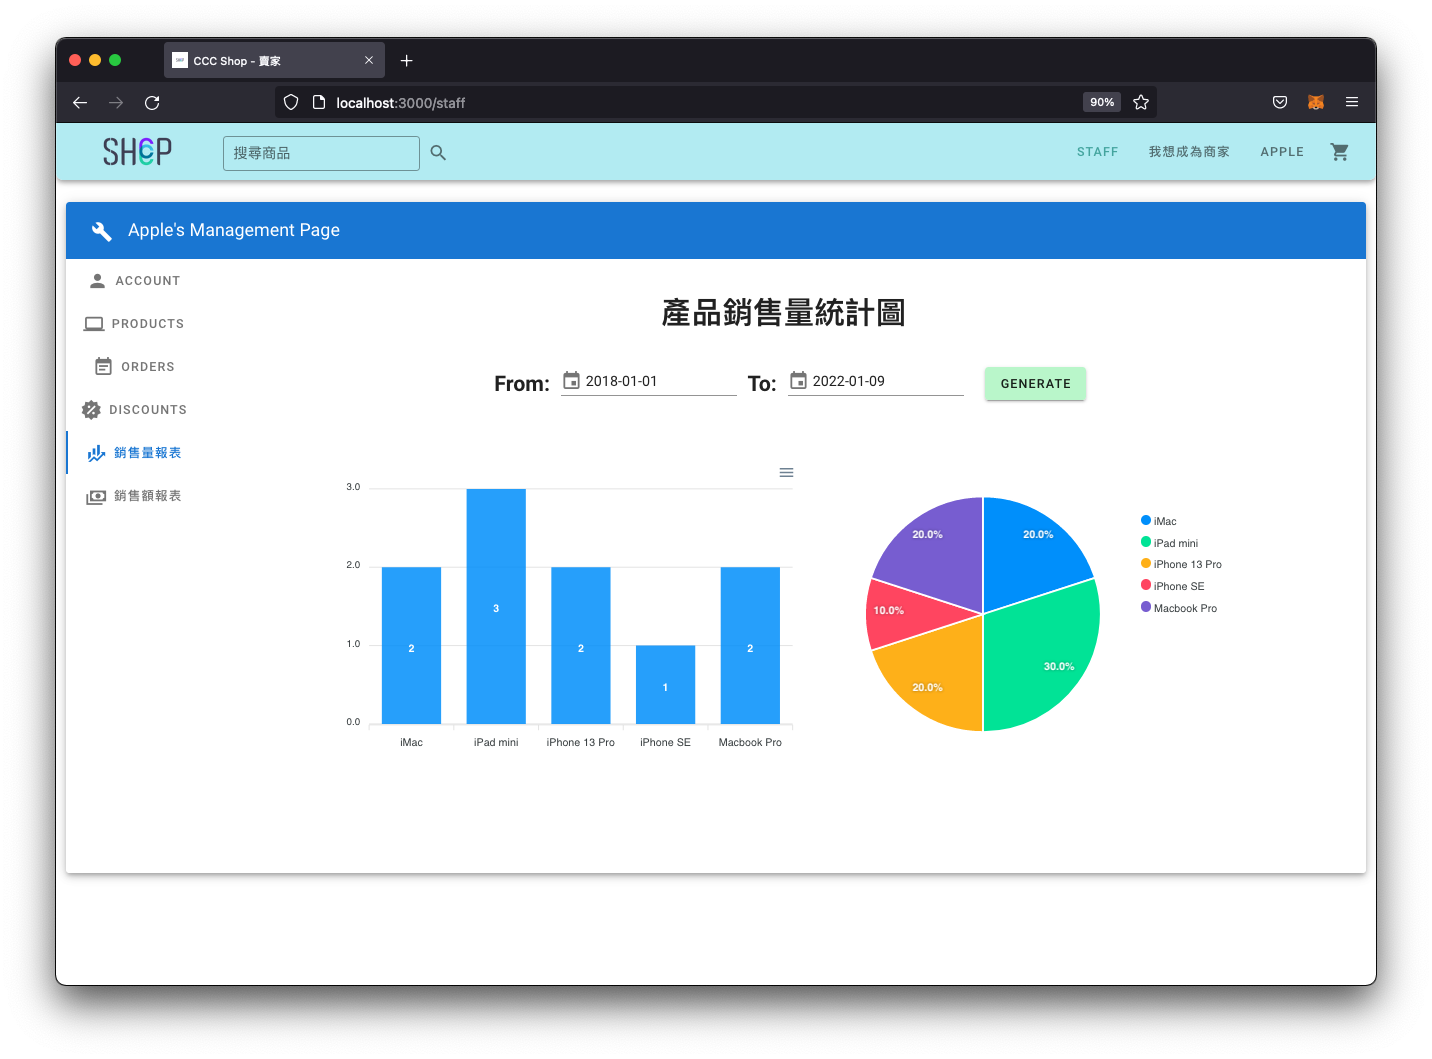 CCC Shop - 賣家
localhost:3000/staff
90%
SHCP
搜尋商品
STAFF
我想成為商家
APPLE
Apple's Management Page
ACCOUNT
PRODUCTS
ORDERS
DISCOUNTS
銷售量報表
銷售額報表
產品銷售量統計圖
From: 2018-01-01 To: 2022-01-09 GENERATE
3.0
2.0
1.0
0.0
2
3
2
1
2
iMac
iPad mini
iPhone 13 Pro
iPhone SE
Macbook Pro
20.0%
20.0%
10.0%
30.0%
20.0%
iMac
iPad mini
iPhone 13 Pro
iPhone SE
Macbook Pro